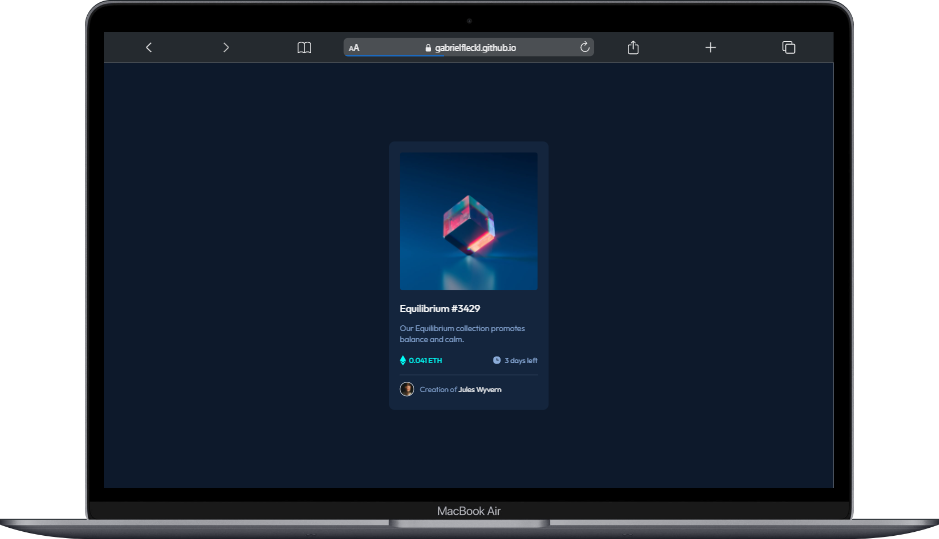 AA
gabrielfleckl.github.io
Equilibrium #3429
Our Equilibrium collection promotes
balance and calm.
0.041 ETH
3 days left
Creation of Jules Wyvern
MacBook Air